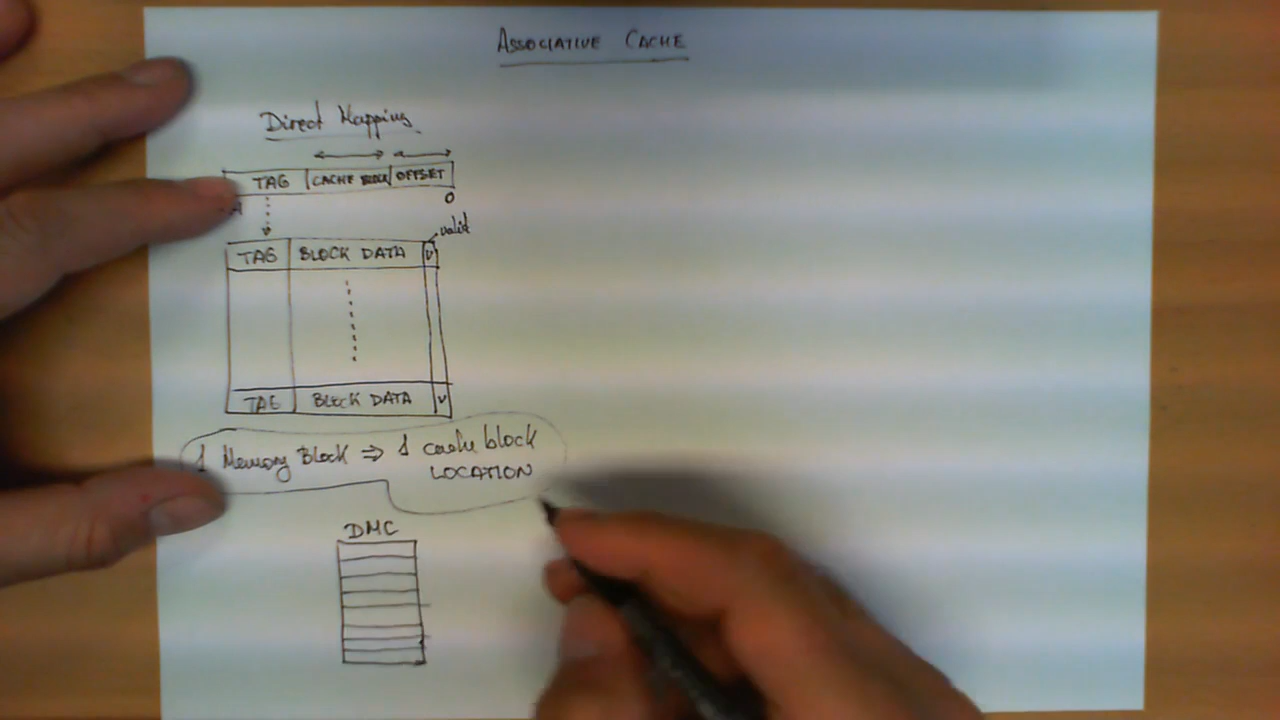 ASSOCIATIVE CACHE
Direct Mapping
TAG CACHE BLOCK OFFSET
0
valid
TAG BLOCK DATA V
TAG BLOCK DATA V
1 Memory Block ⇒ 1 cache block
LOCATION
DMC